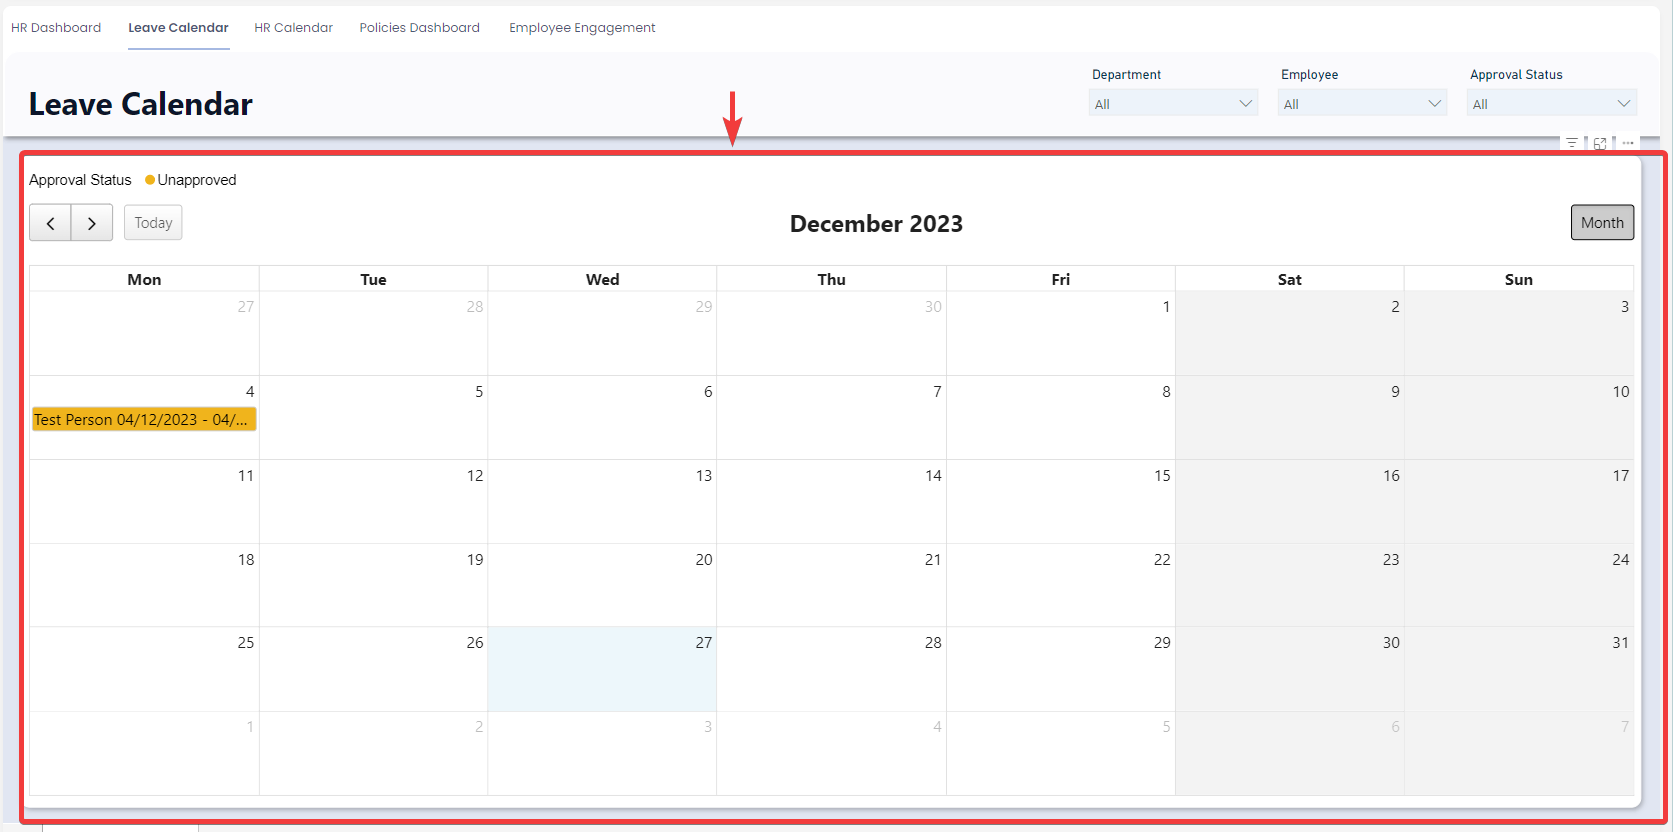 HR Dashboard Leave Calendar HR Calendar Policies Dashboard Employee Engagement
Leave Calendar
Department Employee Approval Status
All All All
Approval Status Unapproved
Today December 2023 Month
Mon Tue Wed Thu Fri Sat Sun
27 28 29 30 1 2 3
4 5 6 7 8 9 10
Test Person 04/12/2023 - 04/...
11 12 13 14 15 16 17
18 19 20 21 22 23 24
25 26 27 28 29 30 31
1 2 3 4 5 6 7